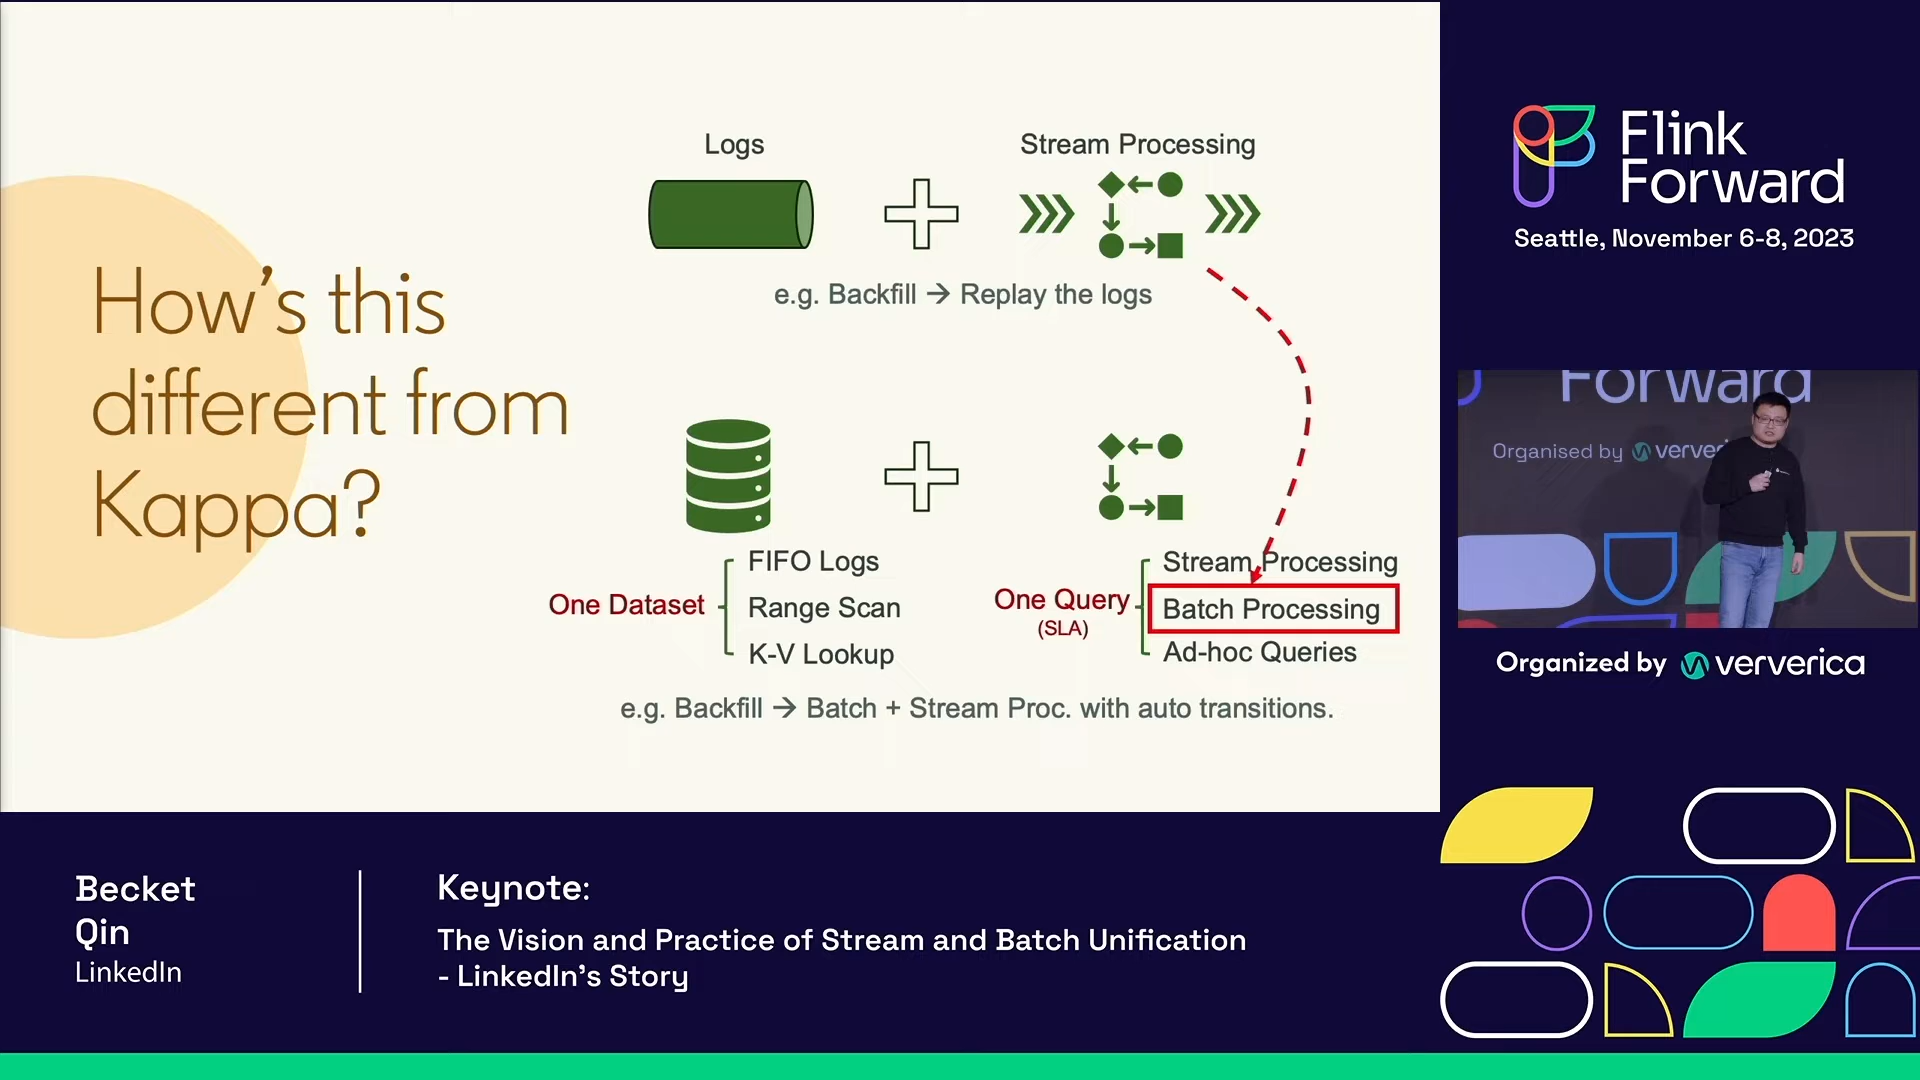 How's this
different from
Kappa?
Logs
Stream Processing
e.g. Backfill → Replay the logs
One Dataset
FIFO Logs
Range Scan
K-V Lookup
One Query
(SLA)
Stream Processing
Batch Processing
Ad-hoc Queries
e.g. Backfill → Batch + Stream Proc. with auto transitions.
Flink
Forward
Seattle, November 6-8, 2023
Forward
Organised by ververi
Organized by ververica
Becket
Qin
LinkedIn
Keynote:
The Vision and Practice of Stream and Batch Unification
- LinkedIn's Story